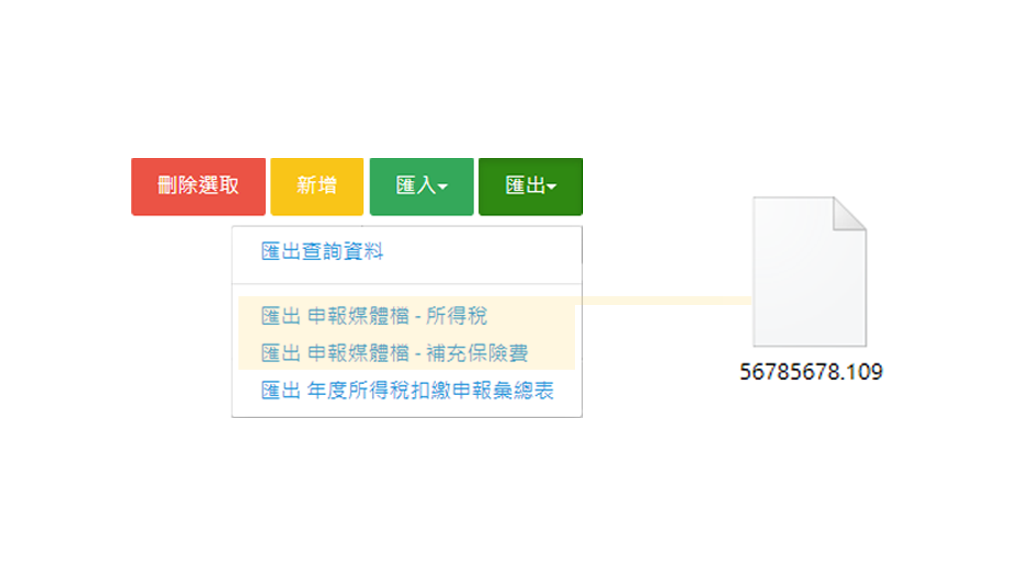 刪除選取 新增 匯入 匯出
匯出查詢資料
匯出 申報媒體檔 - 所得稅
匯出 申報媒體檔 - 補充保險費
匯出 年度所得稅扣繳申報彙總表
56785678.109